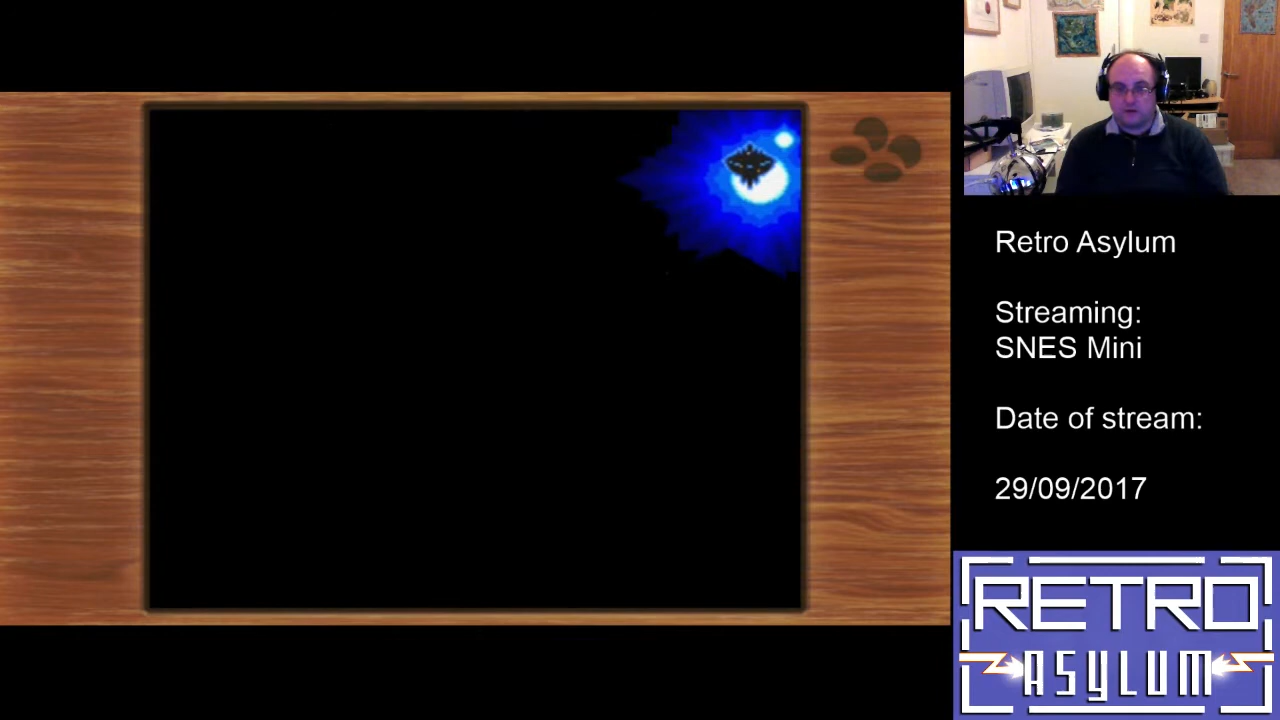 Retro Asylum
Streaming:
SNES Mini
Date of stream:
29/09/2017
RETRO
ASYLUM